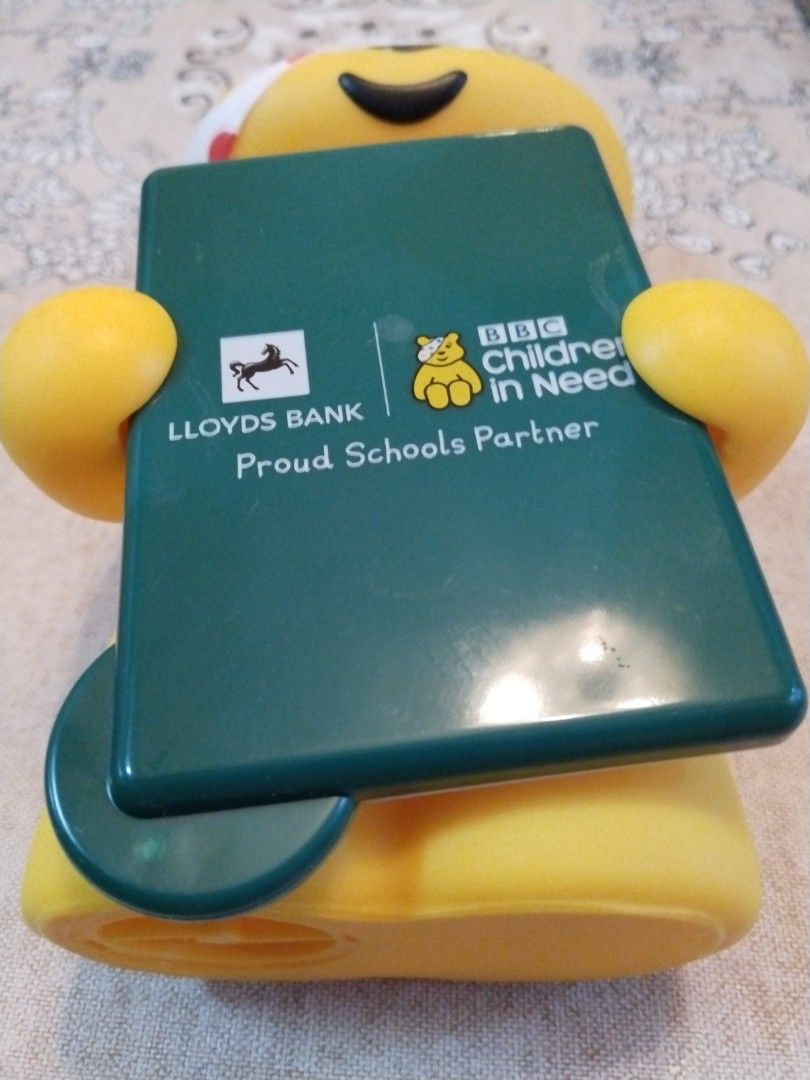 BBC
Children
in Need
LLOYDS BANK
Proud Schools Partner